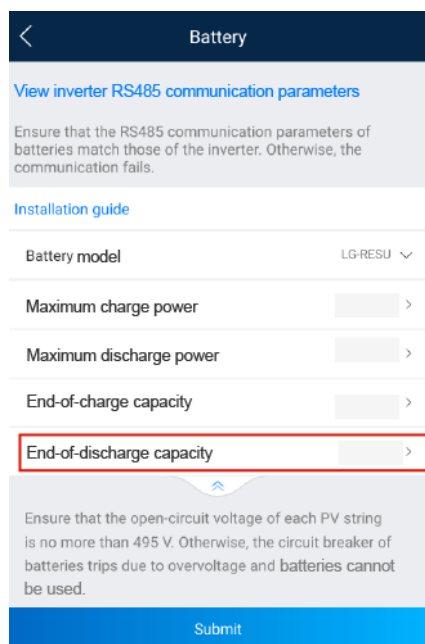 Battery
View inverter RS485 communication parameters
Ensure that the RS485 communication parameters of
batteries match those of the inverter. Otherwise, the
communication fails.
Installation guide
Battery model LG-RESU
Maximum charge power
Maximum discharge power
End-of-charge capacity
End-of-discharge capacity
Ensure that the open-circuit voltage of each PV string
is no more than 495 V. Otherwise, the circuit breaker of
batteries trips due to overvoltage and batteries cannot
be used.
Submit